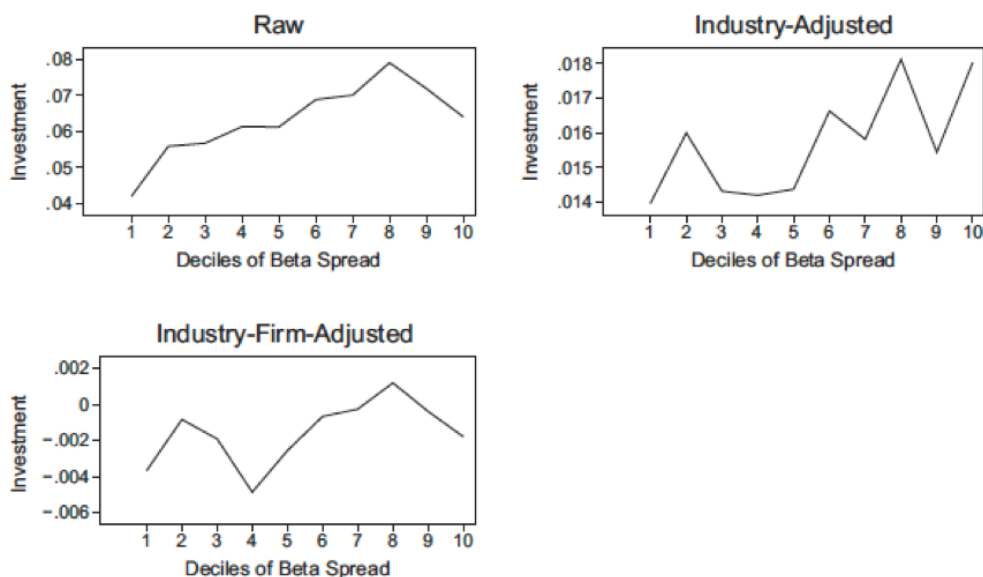 Raw
Investment
.08
.07
.06
.05
.04
1 2 3 4 5 6 7 8 9 10
Deciles of Beta Spread
Industry-Adjusted
Investment
.018
.017
.016
.015
.014
1 2 3 4 5 6 7 8 9 10
Deciles of Beta Spread
Industry-Firm-Adjusted
Investment
.002
0
−.002
−.004
−.006
1 2 3 4 5 6 7 8 9 10
Deciles of Beta Spread